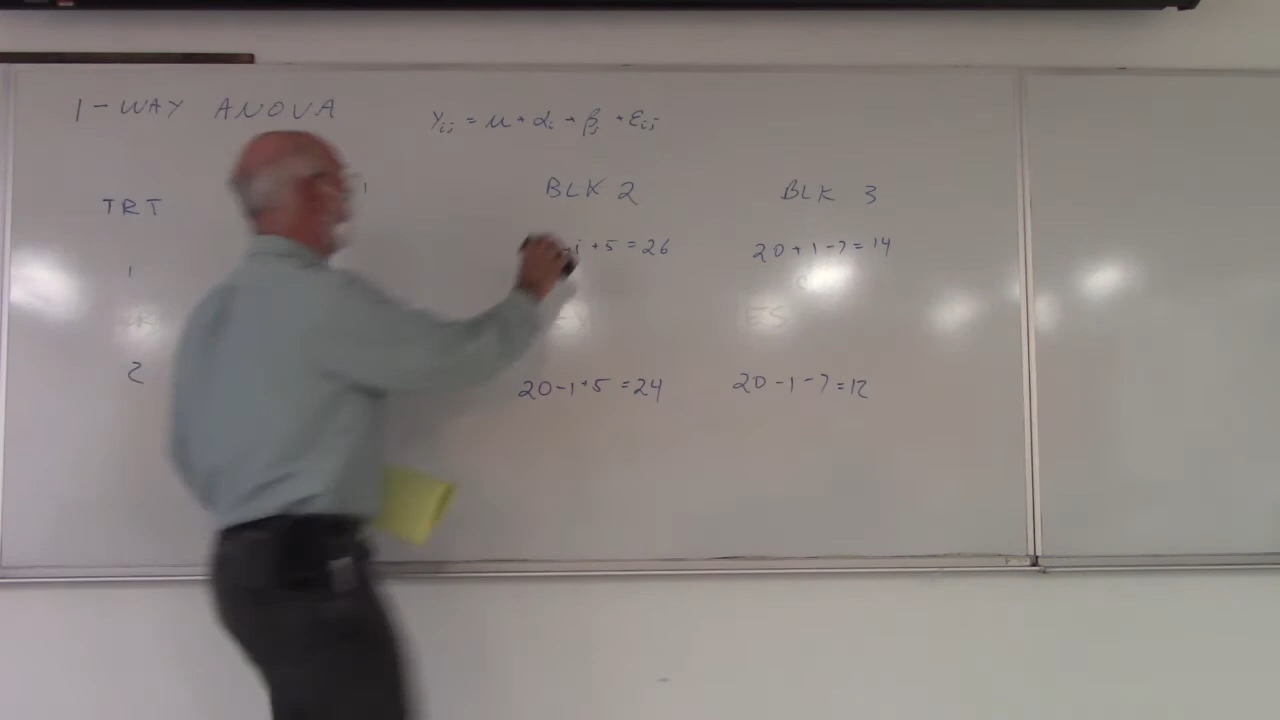 1-WAY ANOVA
Yij = μ + αi + βj + εij
TRT 1 BLK 2 BLK 3
1 +5 = 26 20+1-7=14
2 20-1+5 = 24 20-1-7=12